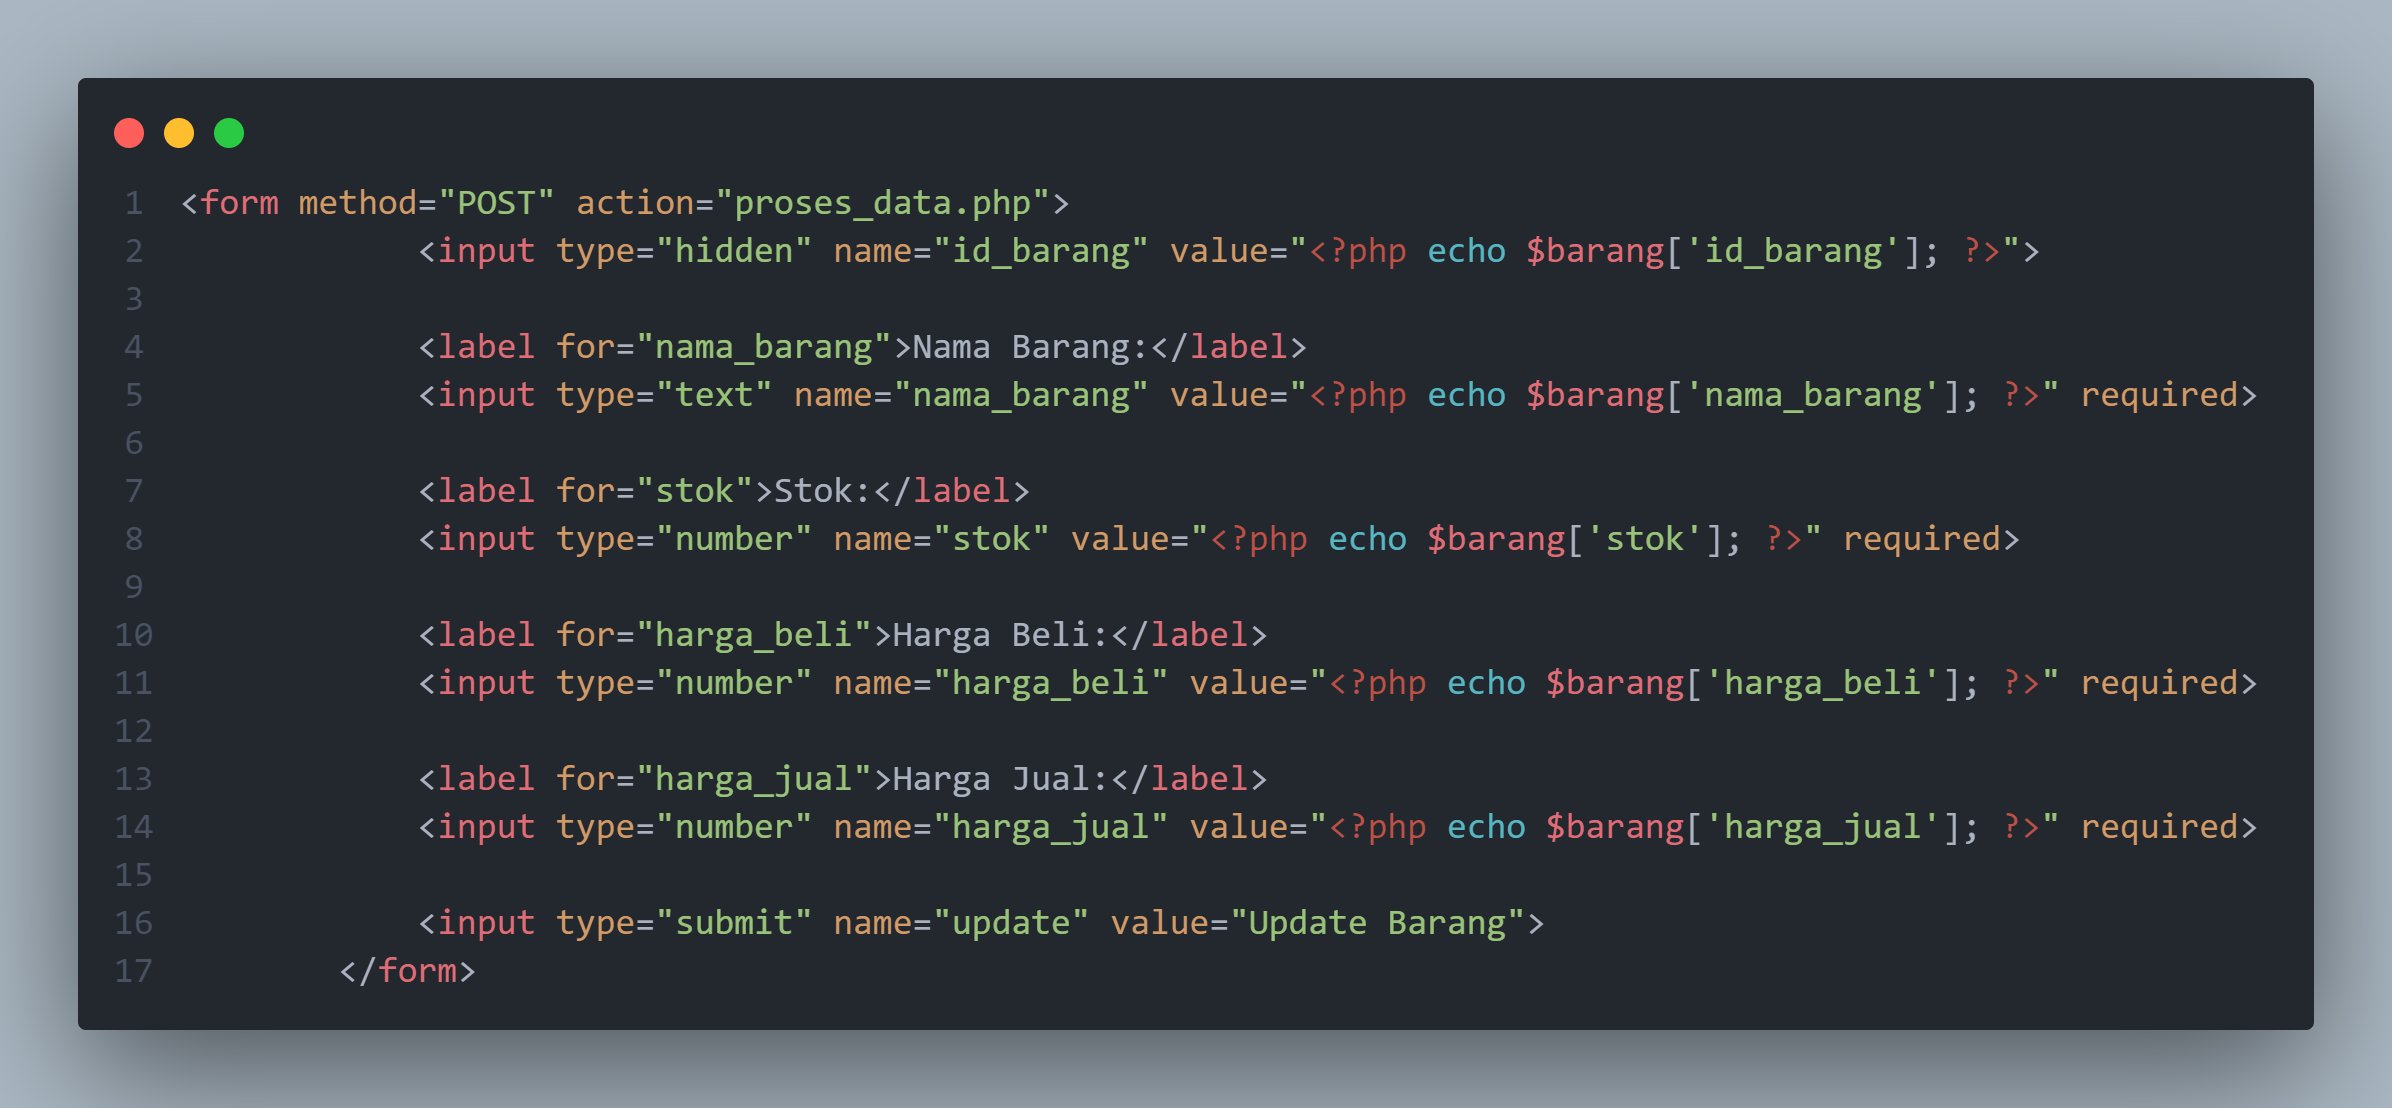 1 <form method="POST" action="proses_data.php">
2 <input type="hidden" name="id_barang" value="<?php echo $barang['id_barang']; ?>">
3
4 <label for="nama_barang">Nama Barang:</label>
5 <input type="text" name="nama_barang" value="<?php echo $barang['nama_barang']; ?>" required>
6
7 <label for="stok">Stok:</label>
8 <input type="number" name="stok" value="<?php echo $barang['stok']; ?>" required>
9
10 <label for="harga_beli">Harga Beli:</label>
11 <input type="number" name="harga_beli" value="<?php echo $barang['harga_beli']; ?>" required>
12
13 <label for="harga_jual">Harga Jual:</label>
14 <input type="number" name="harga_jual" value="<?php echo $barang['harga_jual']; ?>" required>
15
16 <input type="submit" name="update" value="Update Barang">
17 </form>